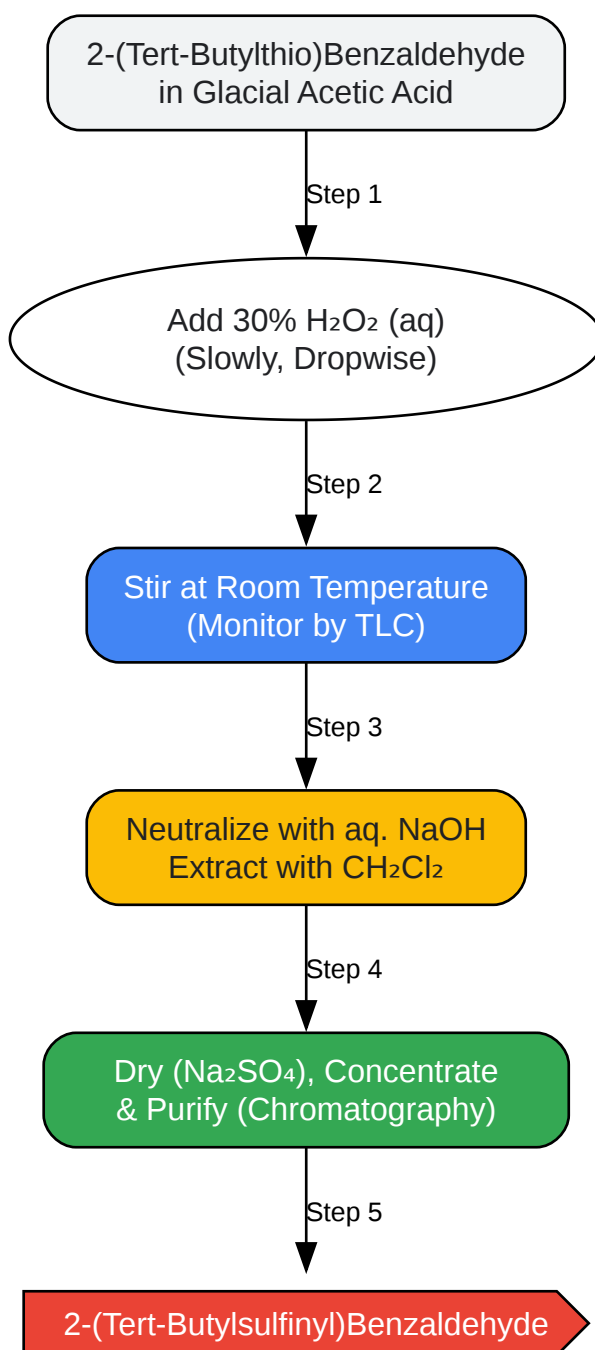 2-(Tert-Butylthio)Benzaldehyde
in Glacial Acetic Acid
Step 1
Add 30% H₂O₂ (aq)
(Slowly, Dropwise)
Step 2
Stir at Room Temperature
(Monitor by TLC)
Step 3
Neutralize with aq. NaOH
Extract with CH₂Cl₂
Step 4
Dry (Na₂SO₄), Concentrate
& Purify (Chromatography)
Step 5
2-(Tert-Butylsulfinyl)Benzaldehyde